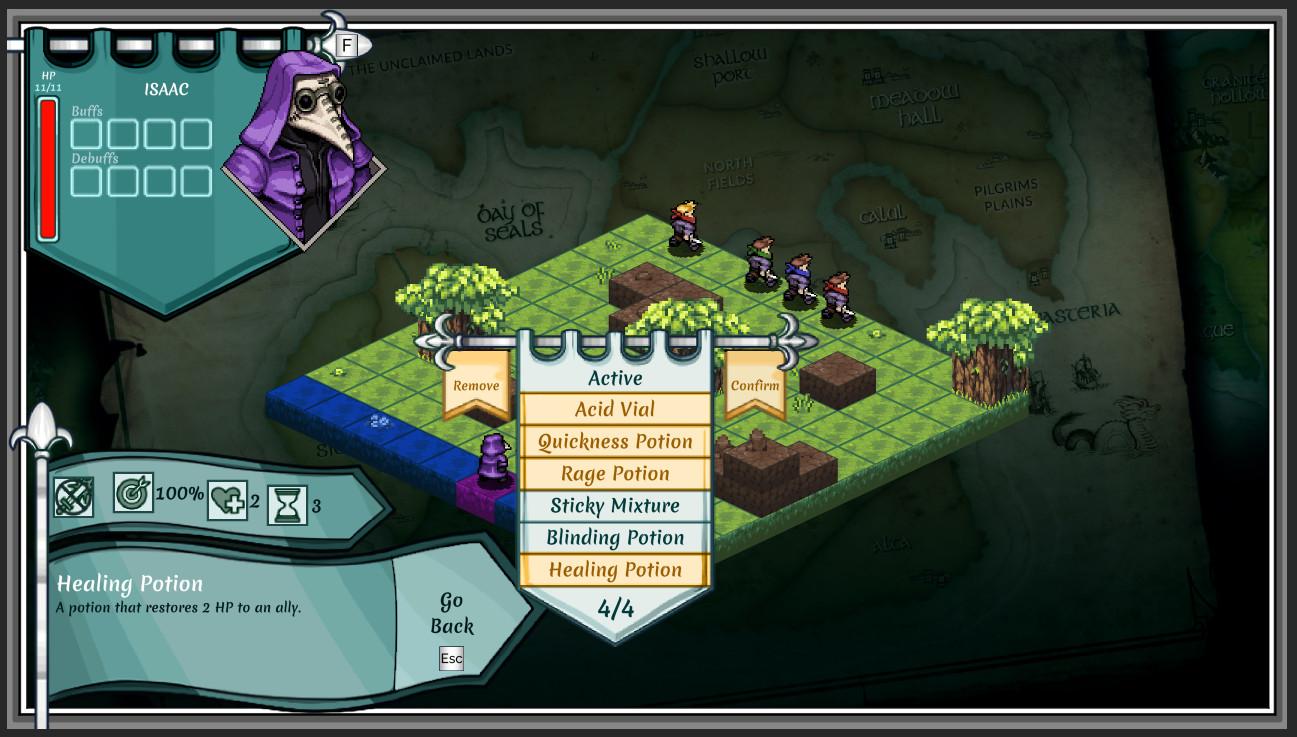 F
HP
11/11
ISAAC
Buffs
Debuffs
THE UNCLAIMED LANDS
SHALLOW
PORT
MEADOW
HALL
GRANITE
HOLLOW
NORTH
FIELDS
PILGRIMS
PLAINS
BAY OF
SEALS
CALUL
ASTERIA
Remove
Confirm
Active
Acid Vial
Quickness Potion
Rage Potion
Sticky Mixture
Blinding Potion
Healing Potion
4/4
100%
2
3
Healing Potion
A potion that restores 2 HP to an ally.
Go
Back
Esc
ALTA